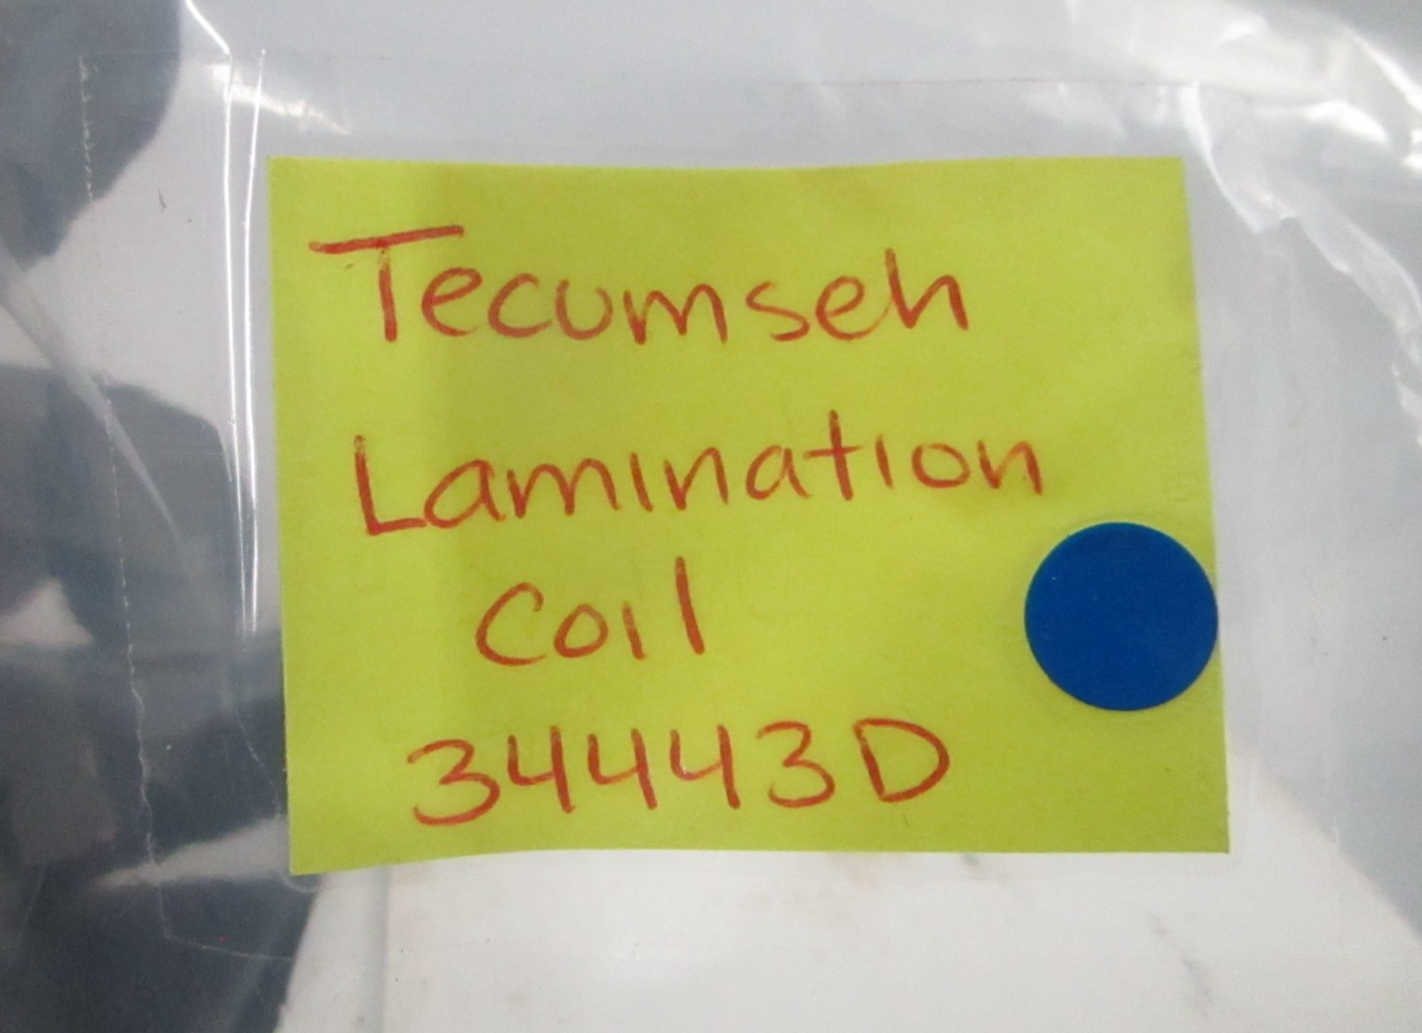 Tecumseh
Lamination
Coil
34443D